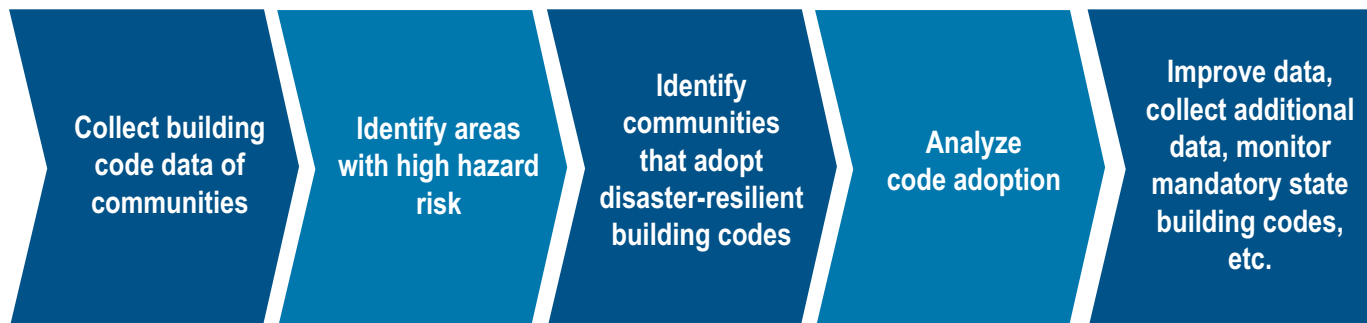 Collect building
code data of
communities
Identify areas
with high hazard
risk
Identify
communities
that adopt
disaster-resilient
building codes
Analyze
code adoption
Improve data,
collect additional
data, monitor
mandatory state
building codes,
etc.